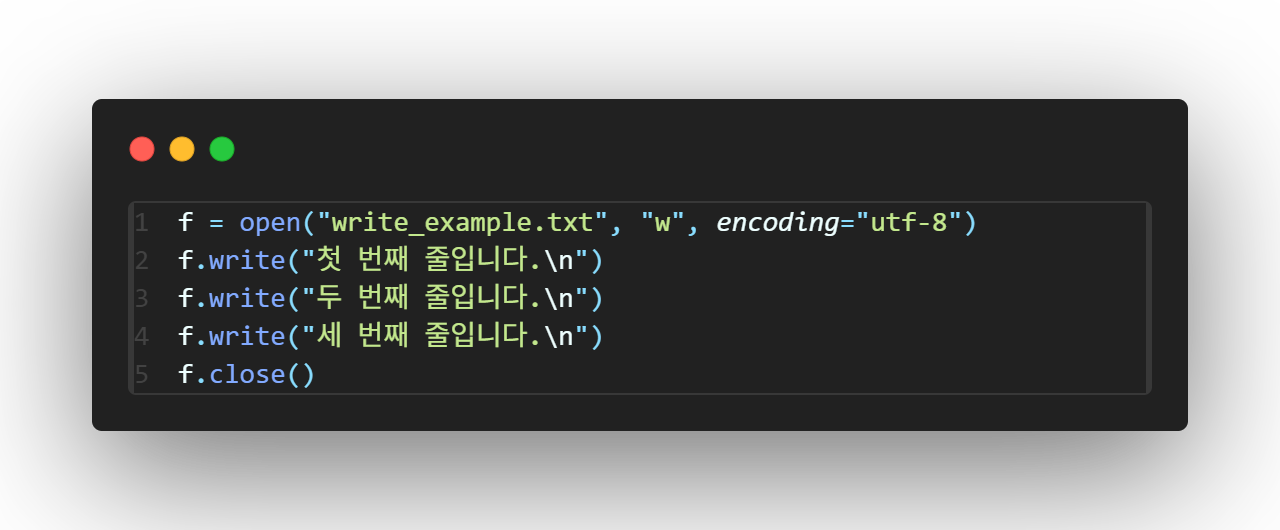 1 f = open("write_example.txt", "w", encoding="utf-8")
2 f.write("첫 번째 줄입니다.\n")
3 f.write("두 번째 줄입니다.\n")
4 f.write("세 번째 줄입니다.\n")
5 f.close()